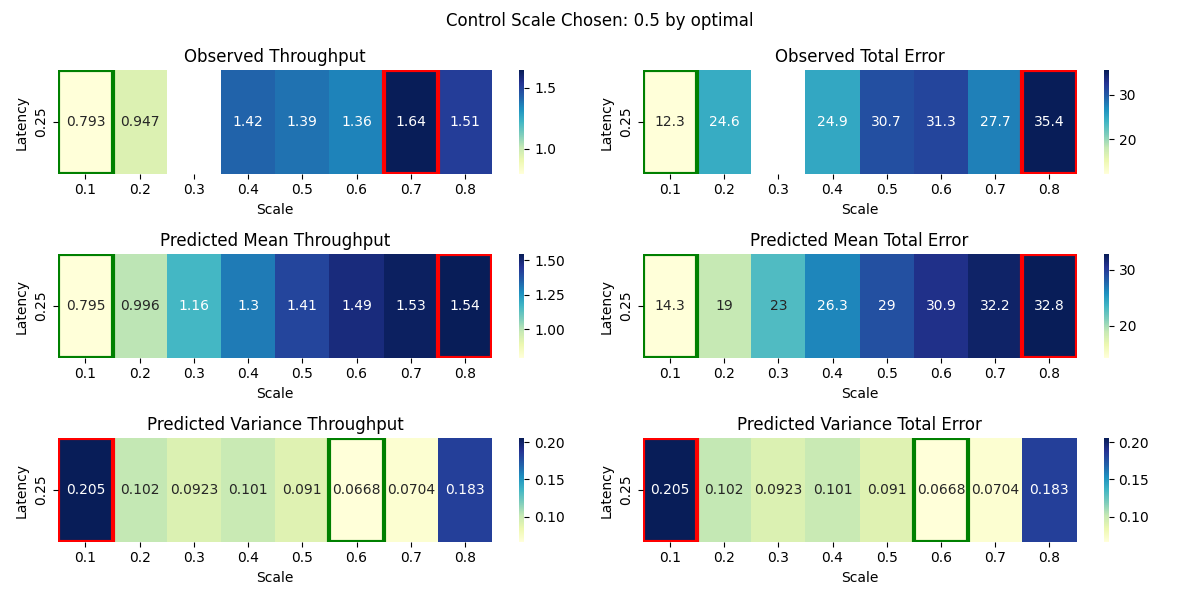 Control Scale Chosen: 0.5 by optimal
Observed Throughput
Latency
0.25
0.793 0.947 1.42 1.39 1.36 1.64 1.51
0.1 0.2 0.3 0.4 0.5 0.6 0.7 0.8
Scale
1.5
1.0
Observed Total Error
Latency
0.25
12.3 24.6 24.9 30.7 31.3 27.7 35.4
0.1 0.2 0.3 0.4 0.5 0.6 0.7 0.8
Scale
30
20
Predicted Mean Throughput
Latency
0.25
0.795 0.996 1.16 1.3 1.41 1.49 1.53 1.54
0.1 0.2 0.3 0.4 0.5 0.6 0.7 0.8
Scale
1.50
1.25
1.00
Predicted Mean Total Error
Latency
0.25
14.3 19 23 26.3 29 30.9 32.2 32.8
0.1 0.2 0.3 0.4 0.5 0.6 0.7 0.8
Scale
30
20
Predicted Variance Throughput
Latency
0.25
0.205 0.102 0.0923 0.101 0.091 0.0668 0.0704 0.183
0.1 0.2 0.3 0.4 0.5 0.6 0.7 0.8
Scale
0.20
0.15
0.10
Predicted Variance Total Error
Latency
0.25
0.205 0.102 0.0923 0.101 0.091 0.0668 0.0704 0.183
0.1 0.2 0.3 0.4 0.5 0.6 0.7 0.8
Scale
0.20
0.15
0.10